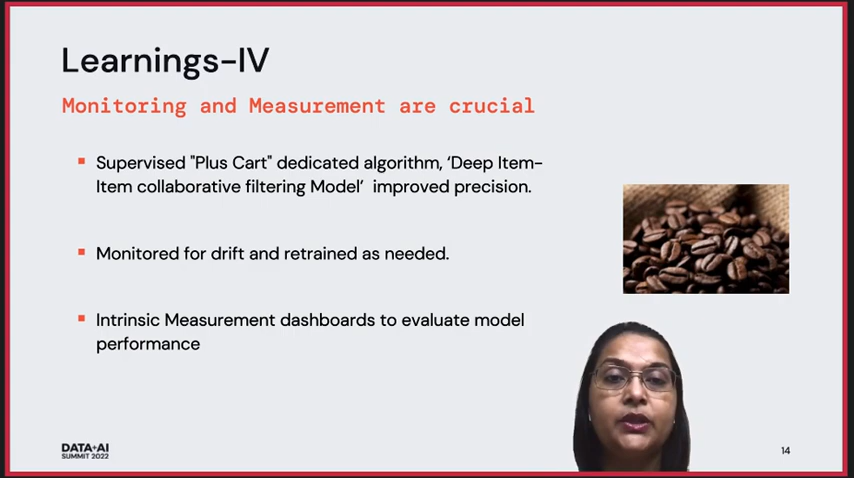 Learnings-IV
Monitoring and Measurement are crucial
Supervised "Plus Cart" dedicated algorithm, ‘Deep Item-
Item collaborative filtering Model’ improved precision.
Monitored for drift and retrained as needed.
Intrinsic Measurement dashboards to evaluate model
performance
DATA+AI
SUMMIT 2022
14